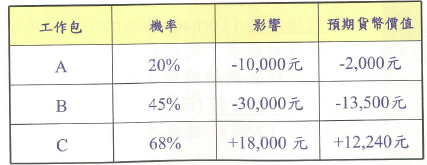 工作包 機率 影響 預期貨幣價值
A 20% -10,000元 -2,000元
B 45% -30,000元 -13,500元
C 68% +18,000元 +12,240元